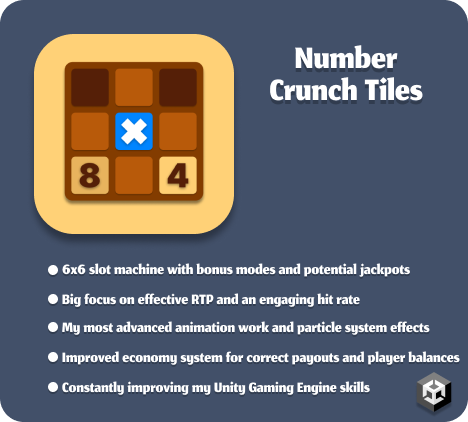 Number
Crunch Tiles
8 4
6x6 slot machine with bonus modes and potential jackpots
Big focus on effective RTP and an engaging hit rate
My most advanced animation work and particle system effects
Improved economy system for correct payouts and player balances
Constantly improving my Unity Gaming Engine skills